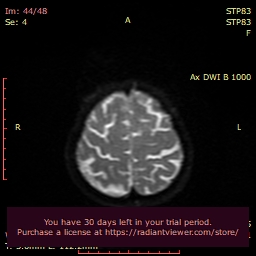 Im: 44/48
Se: 4
A
STP83
STP83
F
Ax DWI B 1000
R
L
You have 30 days left in your trial period.
Purchase a license at https://radiantviewer.com/store/